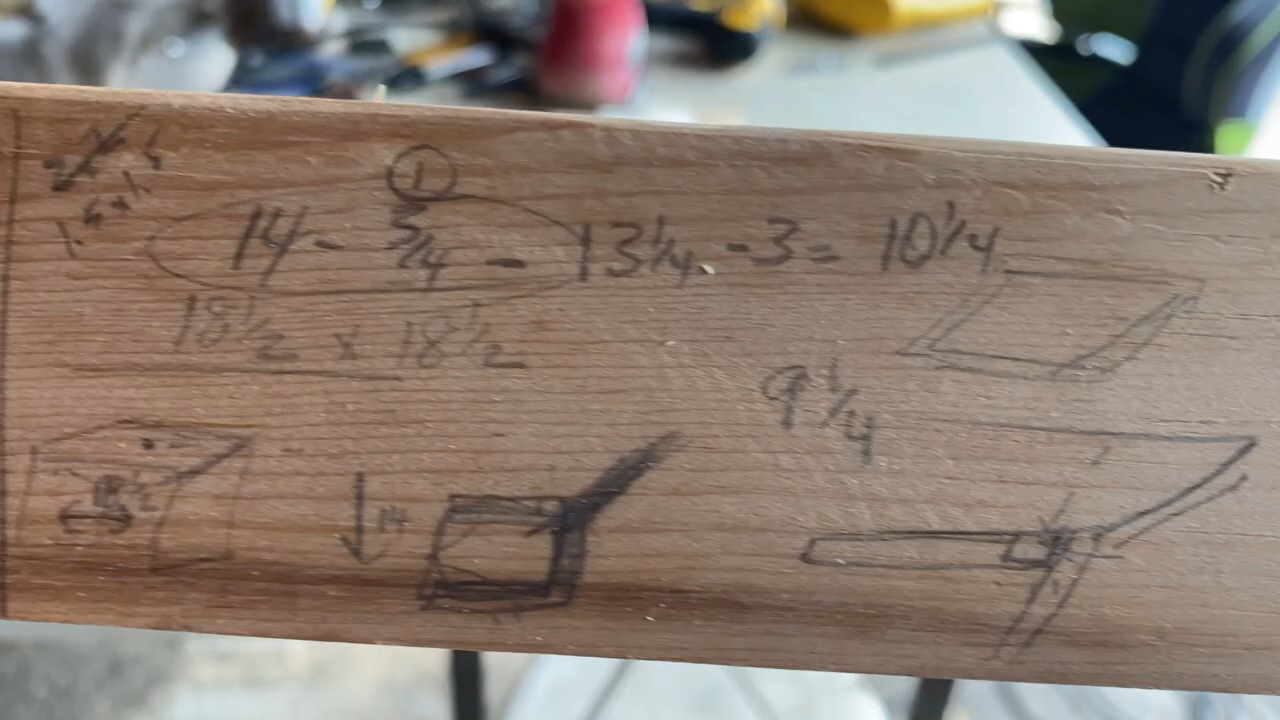 ①
14 - 3/4 - 13 1/4 - 3 = 10 1/4
18 1/2 x 18 1/2
9 1/4
14